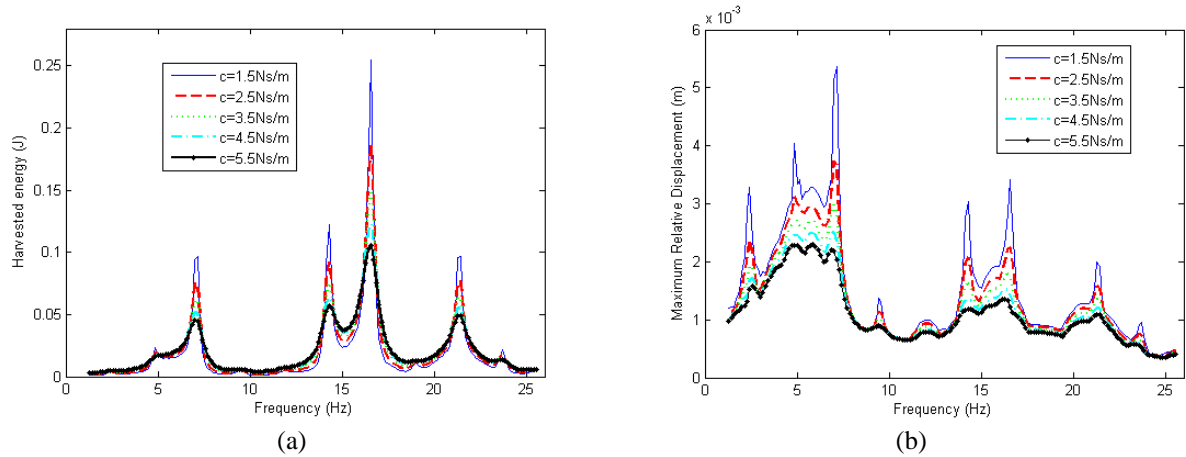 0.25
0.2
0.15
0.1
0.05
0
Harvested energy (J)
c=1.5Ns/m
c=2.5Ns/m
c=3.5Ns/m
c=4.5Ns/m
c=5.5Ns/m
0 5 10 15 20 25
Frequency (Hz)
(a)
x 10⁻³
6
5
4
3
2
1
0
Maximum Relative Displacement (m)
c=1.5Ns/m
c=2.5Ns/m
c=3.5Ns/m
c=4.5Ns/m
c=5.5Ns/m
0 5 10 15 20 25
Frequency (Hz)
(b)